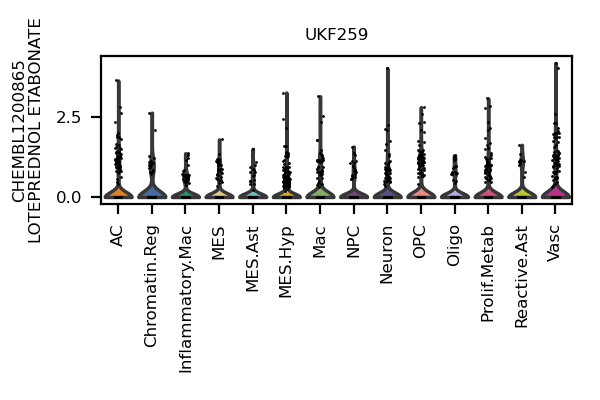 UKF259
CHEMBL1200865
LOTEPREDNOL ETABONATE
2.5
0.0
AC
Chromatin.Reg
Inflammatory.Mac
MES
MES.Ast
MES.Hyp
Mac
NPC
Neuron
OPC
Oligo
Prolif.Metab
Reactive.Ast
Vasc